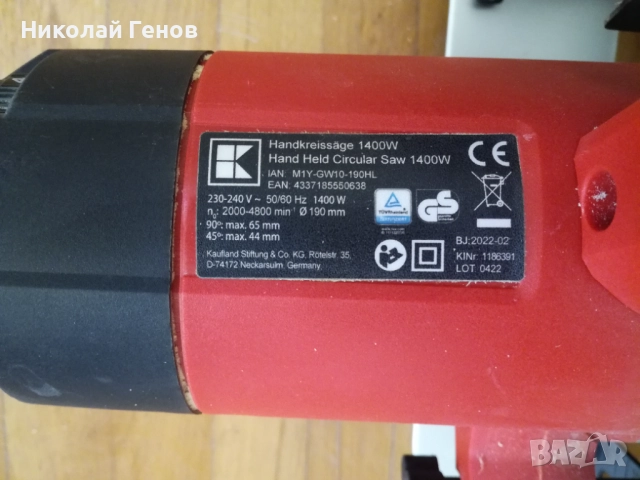 Николай Генов
Handkreissäge 1400W
Hand Held Circular Saw 1400W
IAN: M1Y-GW10-190HL
EAN: 4337185550638
230-240 V ~ 50/60 Hz 1400 W
n₀: 2000-4800 min⁻¹ Ø 190 mm
90°: max. 65 mm
45°: max. 44 mm
Kaufland Stiftung & Co. KG. Rötelstr. 35.
D-74172 Neckarsulm. Germany
CE
GS
BJ:2022-02
KlNr: 1186391
LOT 0422
BAZAR